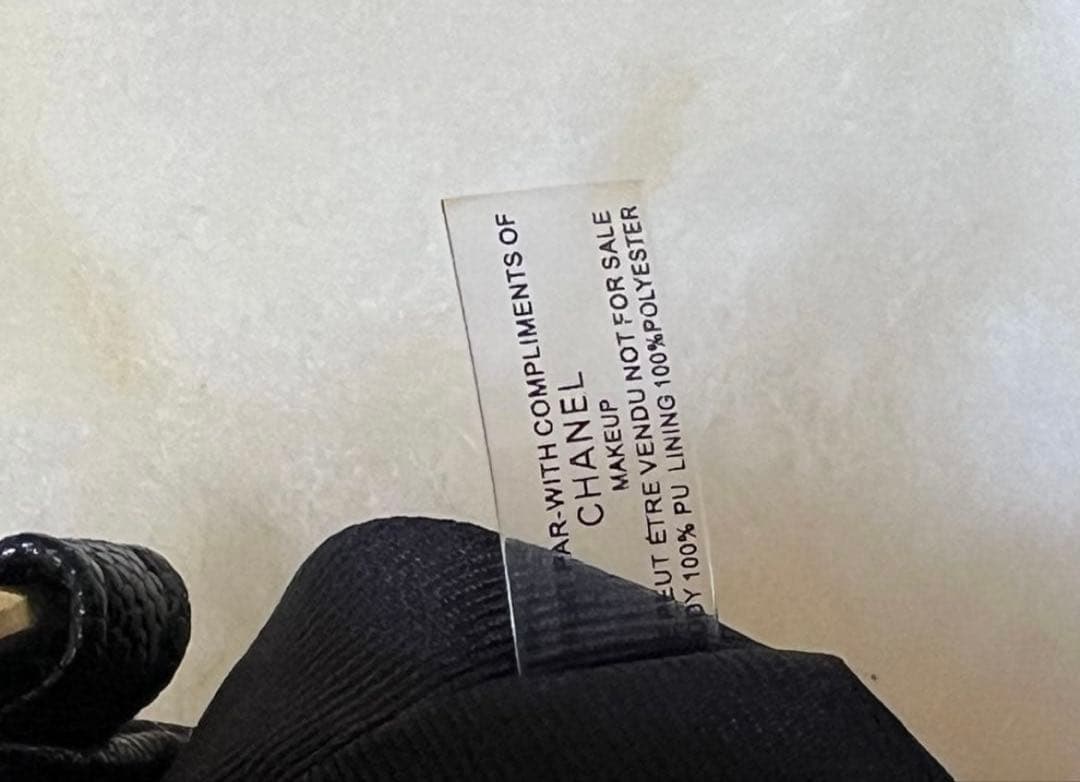 AR-WITH COMPLIMENTS OF
CHANEL
MAKEUP
EUT ÊTRE VENDU NOT FOR SALE
DY 100% PU LINING 100%POLYESTER